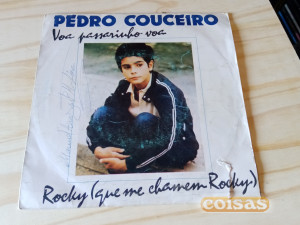 PEDRO COUCEIRO
Voa passarinho voa
Rocky (que me chamem Rocky)
coisas